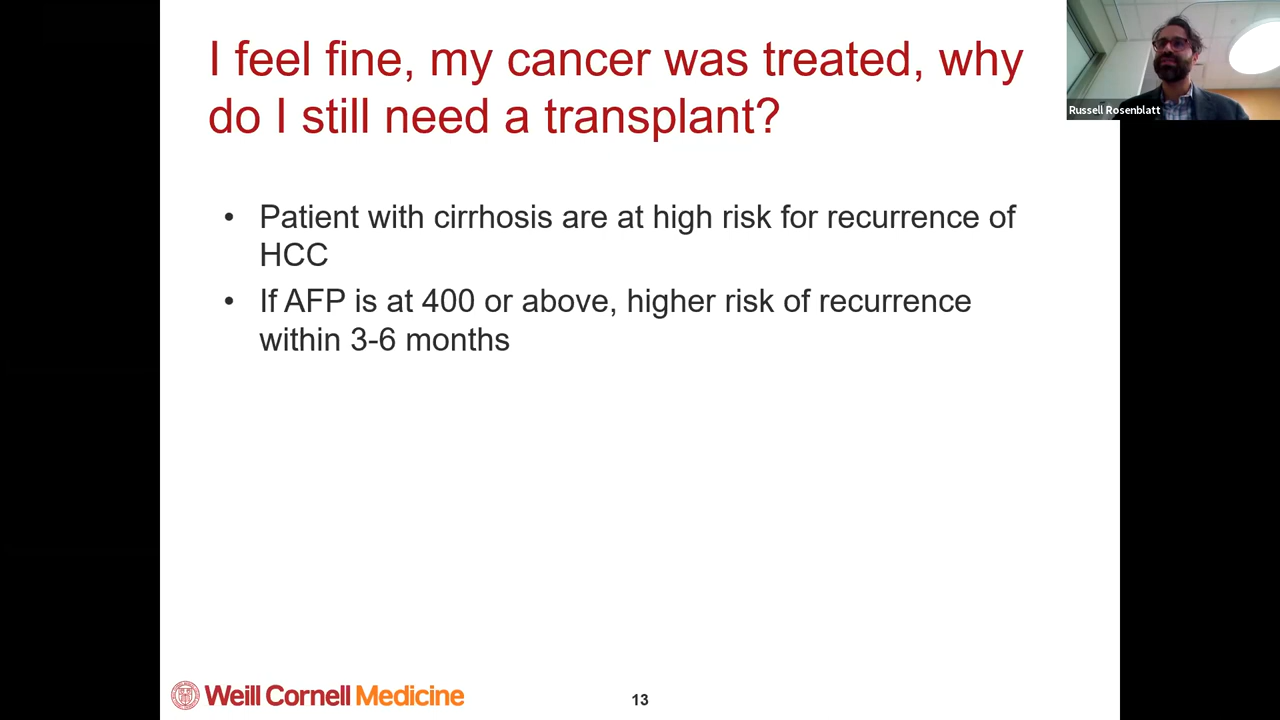 I feel fine, my cancer was treated, why
do I still need a transplant?
Russell Rosenblatt
• Patient with cirrhosis are at high risk for recurrence of
HCC
• If AFP is at 400 or above, higher risk of recurrence
within 3-6 months
Weill Cornell Medicine
13